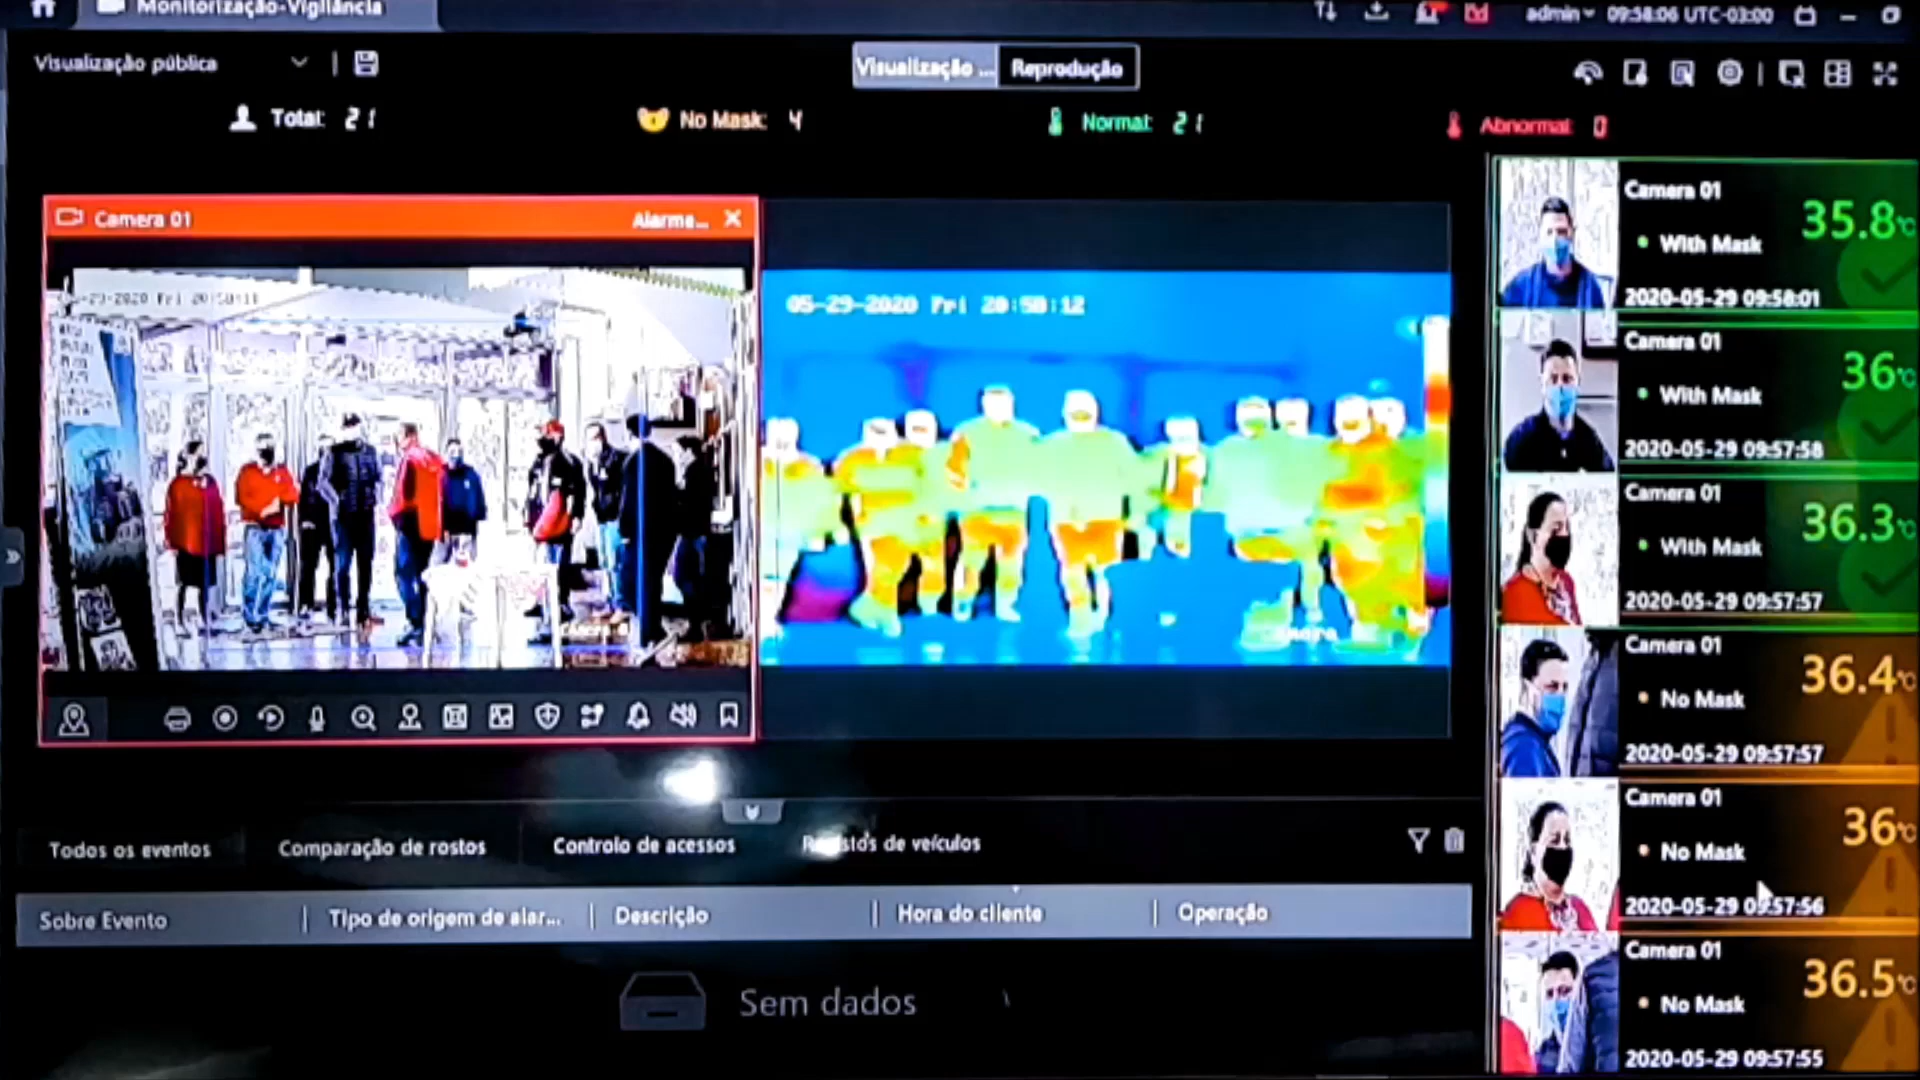 Monitorização-Vigilância
admin 09:58:06 UTC-03:00
Visualização pública
Visualização ... Reprodução
Total: 21 No Mask: 4 Normal: 21 Abnormal: 0
Camera 01 Alarme...
05-29-2020 Fri 20:58:12
Camera 01
35.8℃
With Mask
2020-05-29 09:58:01
Camera 01
36℃
With Mask
2020-05-29 09:57:58
Camera 01
36.3℃
With Mask
2020-05-29 09:57:57
Camera 01
36.4℃
No Mask
2020-05-29 09:57:57
Camera 01
36℃
No Mask
2020-05-29 09:57:56
Camera 01
36.5℃
No Mask
2020-05-29 09:57:55
Todos os eventos Comparação de rostos Controlo de acessos de veículos
Sobre Evento Tipo de origem de alar... Descrição Hora do cliente Operação
Sem dados